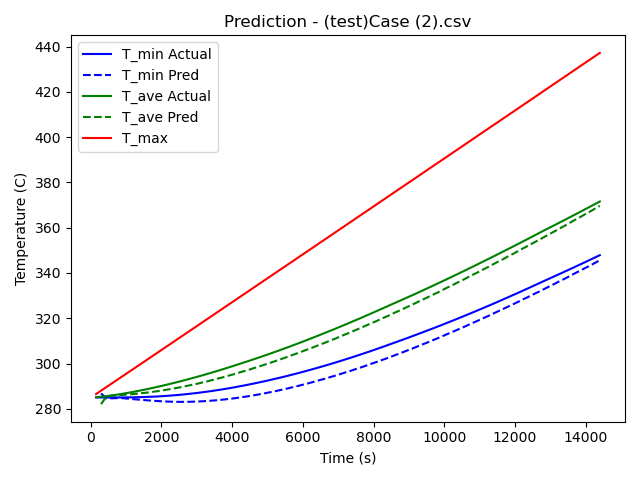 Prediction - (test)Case (2).csv
T_min Actual
T_min Pred
T_ave Actual
T_ave Pred
T_max
Temperature (C)
440
420
400
380
360
340
320
300
280
0 2000 4000 6000 8000 10000 12000 14000
Time (s)